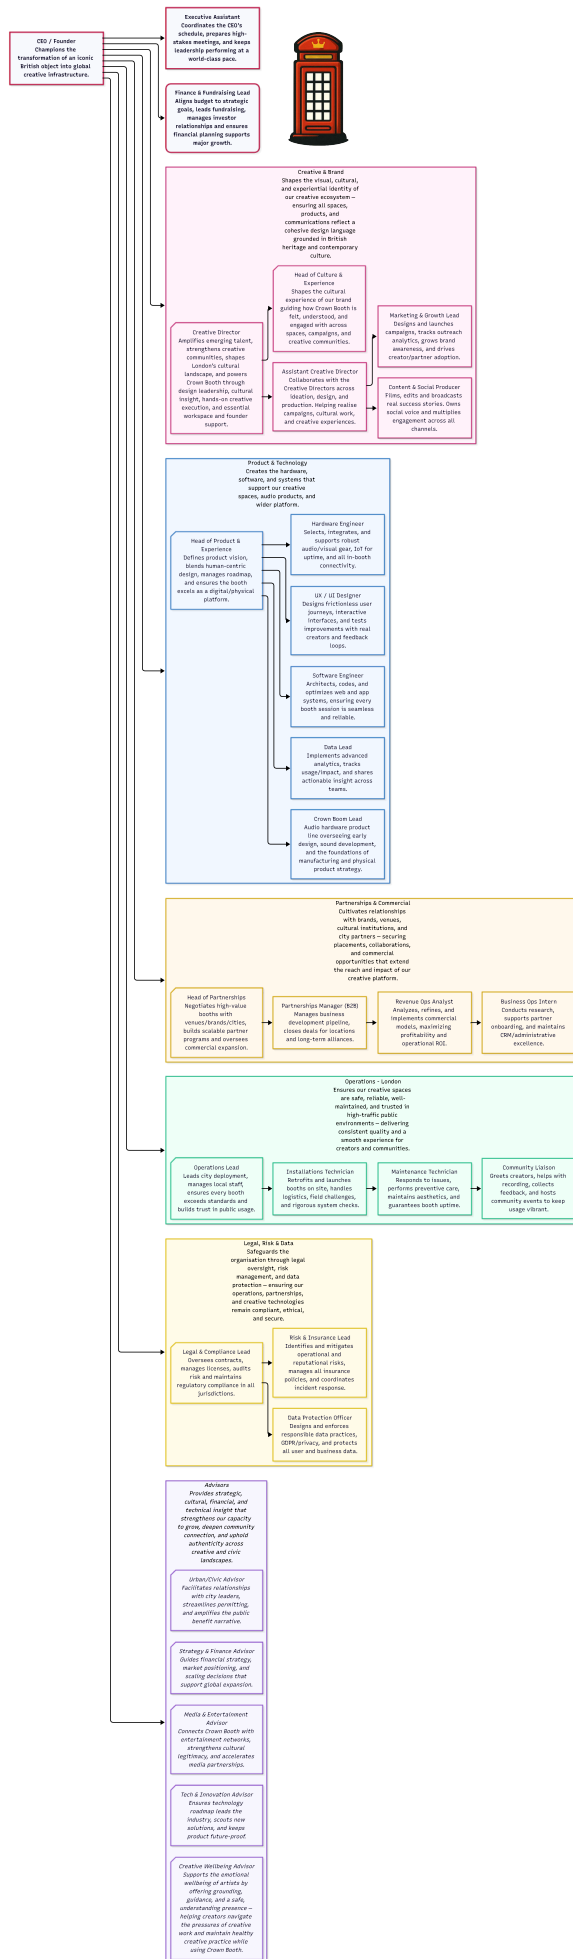 CEO / Founder
Champions the
transformation of an iconic
British object into global
creative infrastructure.
Executive Assistant
Coordinates the CEO's
schedule, prepares high-
stakes meetings, and keeps
leadership performing at a
world-class pace.
Finance & Fundraising Lead
Aligns budget to strategic
goals, leads fundraising,
manages investor
relationships and ensures
financial planning supports
major growth.
Creative & Brand
Shapes the visual, cultural,
and experiential identity of
our creative ecosystem —
ensuring all spaces,
products, and
communications reflect a
cohesive design language
grounded in British
heritage and contemporary
culture.
Creative Director
Amplifies emerging talent,
strengthens creative
communities, shapes
London's cultural
landscape, and powers
Crown Booth through
design leadership, cultural
insight, hands-on creative
execution, and essential
workspace and founder
support.
Head of Culture &
Experience
Shapes the cultural
experience of our brand
guiding how Crown Booth is
felt, understood, and
engaged with across
spaces, campaigns, and
creative communities.
Assistant Creative Director
Collaborates with the
Creative Directors across
ideation, design, and
production. Helping realise
campaigns, cultural work,
and creative experiences.
Marketing & Growth Lead
Designs and launches
campaigns, tracks outreach
analytics, grows brand
awareness, and drives
creator/partner adoption.
Content & Social Producer
Films, edits and broadcasts
real success stories. Owns
social voice and multiplies
engagement across all
channels.
Product & Technology
Creates the hardware,
software, and systems that
support our creative
spaces, audio products, and
wider platform.
Head of Product &
Experience
Defines product vision,
blends human-centric
design, manages roadmap,
and ensures the booth
excels as a digital/physical
platform.
Hardware Engineer
Selects, integrates, and
supports robust
audio/visual gear, IoT for
uptime, and all in-booth
connectivity.
UX / UI Designer
Designs frictionless user
journeys, interactive
interfaces, and tests
improvements with real
creators and feedback
loops.
Software Engineer
Architects, codes, and
optimizes web and app
systems, ensuring every
booth session is seamless
and reliable.
Data Lead
Implements advanced
analytics, tracks
usage/impact, and shares
actionable insight across
teams.
Crown Boom Lead
Audio hardware product
line overseeing early
design, sound development,
and the foundations of
manufacturing and physical
product strategy.
Partnerships & Commercial
Cultivates relationships
with brands, venues,
cultural institutions, and
city partners — securing
placements, collaborations,
and commercial
opportunities that extend
the reach and impact of our
creative platform.
Head of Partnerships
Negotiates high-value
booths with
venues/brands/cities,
builds scalable partner
programs and oversees
commercial expansion.
Partnerships Manager (B2B)
Manages business
development pipeline,
closes deals for locations
and long-term alliances.
Revenue Ops Analyst
Analyzes, refines, and
implements commercial
models, maximizing
profitability and
operational ROI.
Business Ops Intern
Conducts research,
supports partner
onboarding, and maintains
CRM/administrative
excellence.
Operations - London
Ensures our creative spaces
are safe, reliable, well-
maintained, and trusted in
high-traffic public
environments — delivering
consistent quality and a
smooth experience for
creators and communities.
Operations Lead
Leads city deployment,
manages local staff,
ensures every booth
exceeds standards and
builds trust in public usage.
Installations Technician
Retrofits and launches
booths on site, handles
logistics, field challenges,
and rigorous system checks.
Maintenance Technician
Responds to issues,
performs preventive care,
maintains aesthetics, and
guarantees booth uptime.
Community Liaison
Greets creators, helps with
recording, collects
feedback, and hosts
community events to keep
usage vibrant.
Legal, Risk & Data
Safeguards the
organisation through legal
oversight, risk
management, and data
protection — ensuring our
operations, partnerships,
and creative technologies
remain compliant, ethical,
and secure.
Legal & Compliance Lead
Oversees contracts,
manages licenses, audits
risk and maintains
regulatory compliance in all
jurisdictions.
Risk & Insurance Lead
Identifies and mitigates
operational and
reputational risks,
manages all insurance
policies, and coordinates
incident response.
Data Protection Officer
Designs and enforces
responsible data practices,
GDPR/privacy, and protects
all user and business data.
Advisors
Provides strategic,
cultural, financial, and
technical insight that
strengthens our capacity
to grow, deepen community
connection, and uphold
authenticity across
creative and civic
landscapes.
Urban/Civic Advisor
Facilitates relationships
with city leaders,
streamlines permitting,
and amplifies the public
benefit narrative.
Strategy & Finance Advisor
Guides financial strategy,
market positioning, and
scaling decisions that
support global expansion.
Media & Entertainment
Advisor
Connects Crown Booth with
entertainment networks,
strengthens cultural
legitimacy, and accelerates
media partnerships.
Tech & Innovation Advisor
Ensures technology
roadmap leads the
industry, scouts new
solutions, and keeps
product future-proof.
Creative Wellbeing Advisor
Supports the emotional
wellbeing of artists by
offering grounding,
guidance, and a safe,
understanding presence —
helping creators navigate
the pressures of creative
work and maintain healthy
creative practice while
using Crown Booth.